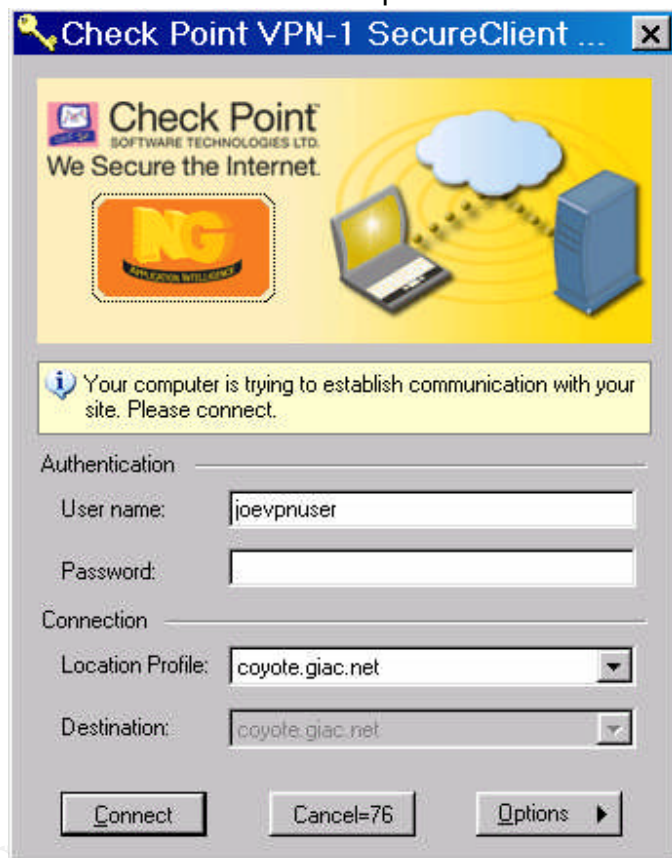 Check Point VPN-1 SecureClient ...
Check Point
SOFTWARE TECHNOLOGIES LTD.
We Secure the Internet.
NG
APPLICATION INTELLIGENCE
Your computer is trying to establish communication with your
site. Please connect.
Authentication
User name: joevpnuser
Password:
Connection
Location Profile: coyote.giac.net
Destination: coyote.giac.net
Connect Cancel=76 Options